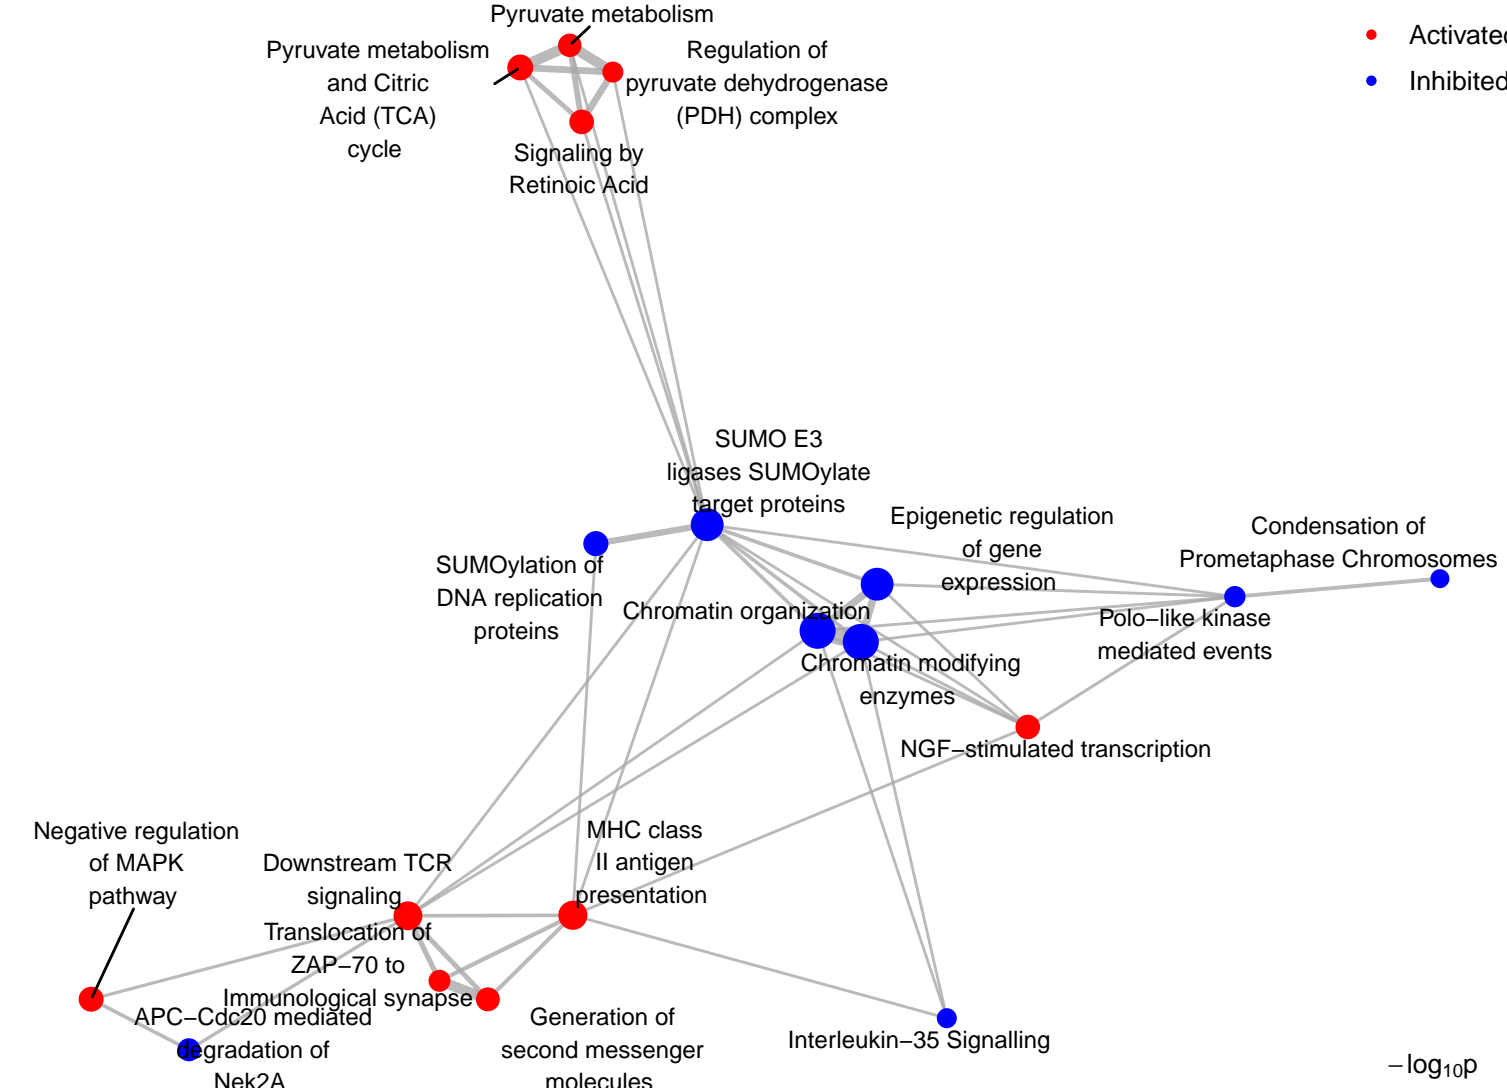 Pyruvate metabolism
Activated
Inhibited
Pyruvate metabolism
and Citric
Acid (TCA)
cycle
Regulation of
pyruvate dehydrogenase
(PDH) complex
Signaling by
Retinoic Acid
SUMO E3
ligases SUMOylate
target proteins
Epigenetic regulation
of gene
expression
Condensation of
Prometaphase Chromosomes
SUMOylation of
DNA replication
proteins
Chromatin organization
Polo−like kinase
mediated events
Chromatin modifying
enzymes
NGF−stimulated transcription
Negative regulation
of MAPK
pathway
Downstream TCR
signaling
MHC class
II antigen
presentation
Translocation of
ZAP−70 to
Immunological synapse
APC−Cdc20 mediated
degradation of
Nek2A
Generation of
second messenger
molecules
Interleukin−35 Signalling
−log₁₀p